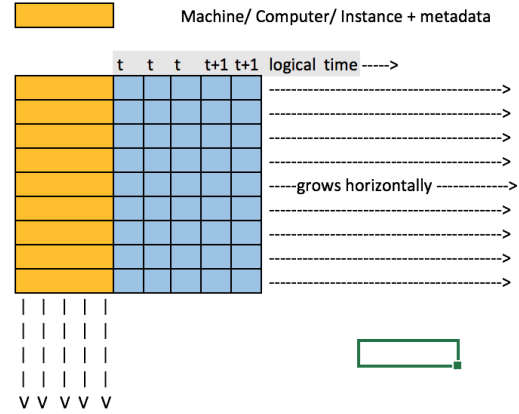 Machine/ Computer/ Instance + metadata
t t t t+1 t+1 logical time ----->
-------------------------------->
-------------------------------->
-------------------------------->
-------------------------------->
-----grows horizontally ------------->
-------------------------------->
-------------------------------->
-------------------------------->
-------------------------------->
| | | | |
| | | | |
| | | | |
| | | | |
v v v v v